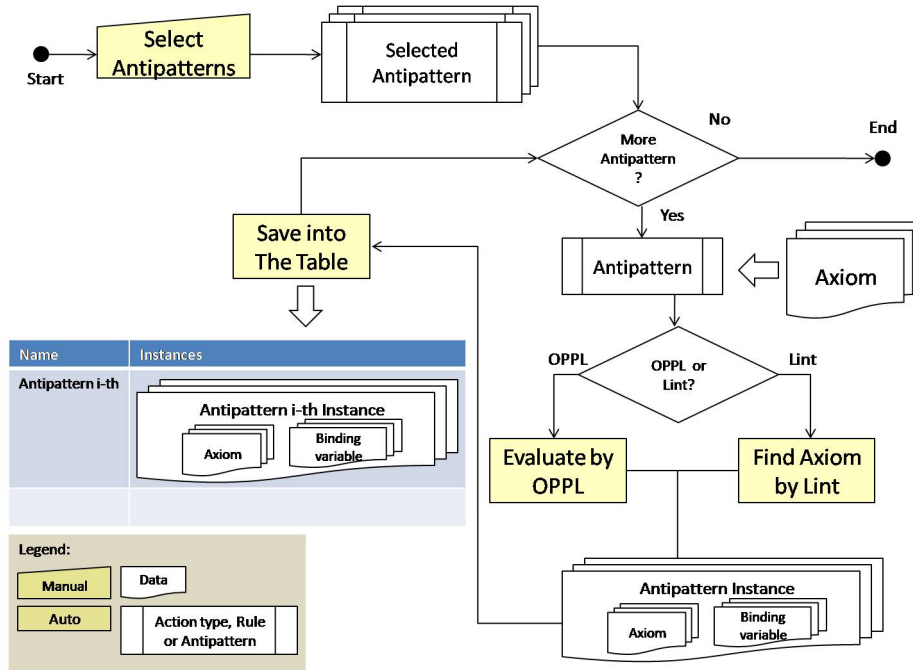 Start
Select
Antipatterns
Selected
Antipattern
More
Antipattern
?
No
End
Yes
Save into
The Table
Antipattern
Axiom
OPPL
OPPL or
Lint?
Lint
Evaluate by
OPPL
Find Axiom
by Lint
Name
Instances
Antipattern i-th
Antipattern i-th Instance
Axiom
Binding
variable
Antipattern Instance
Axiom
Binding
variable
Legend:
Manual
Data
Auto
Action type, Rule
or Antipattern